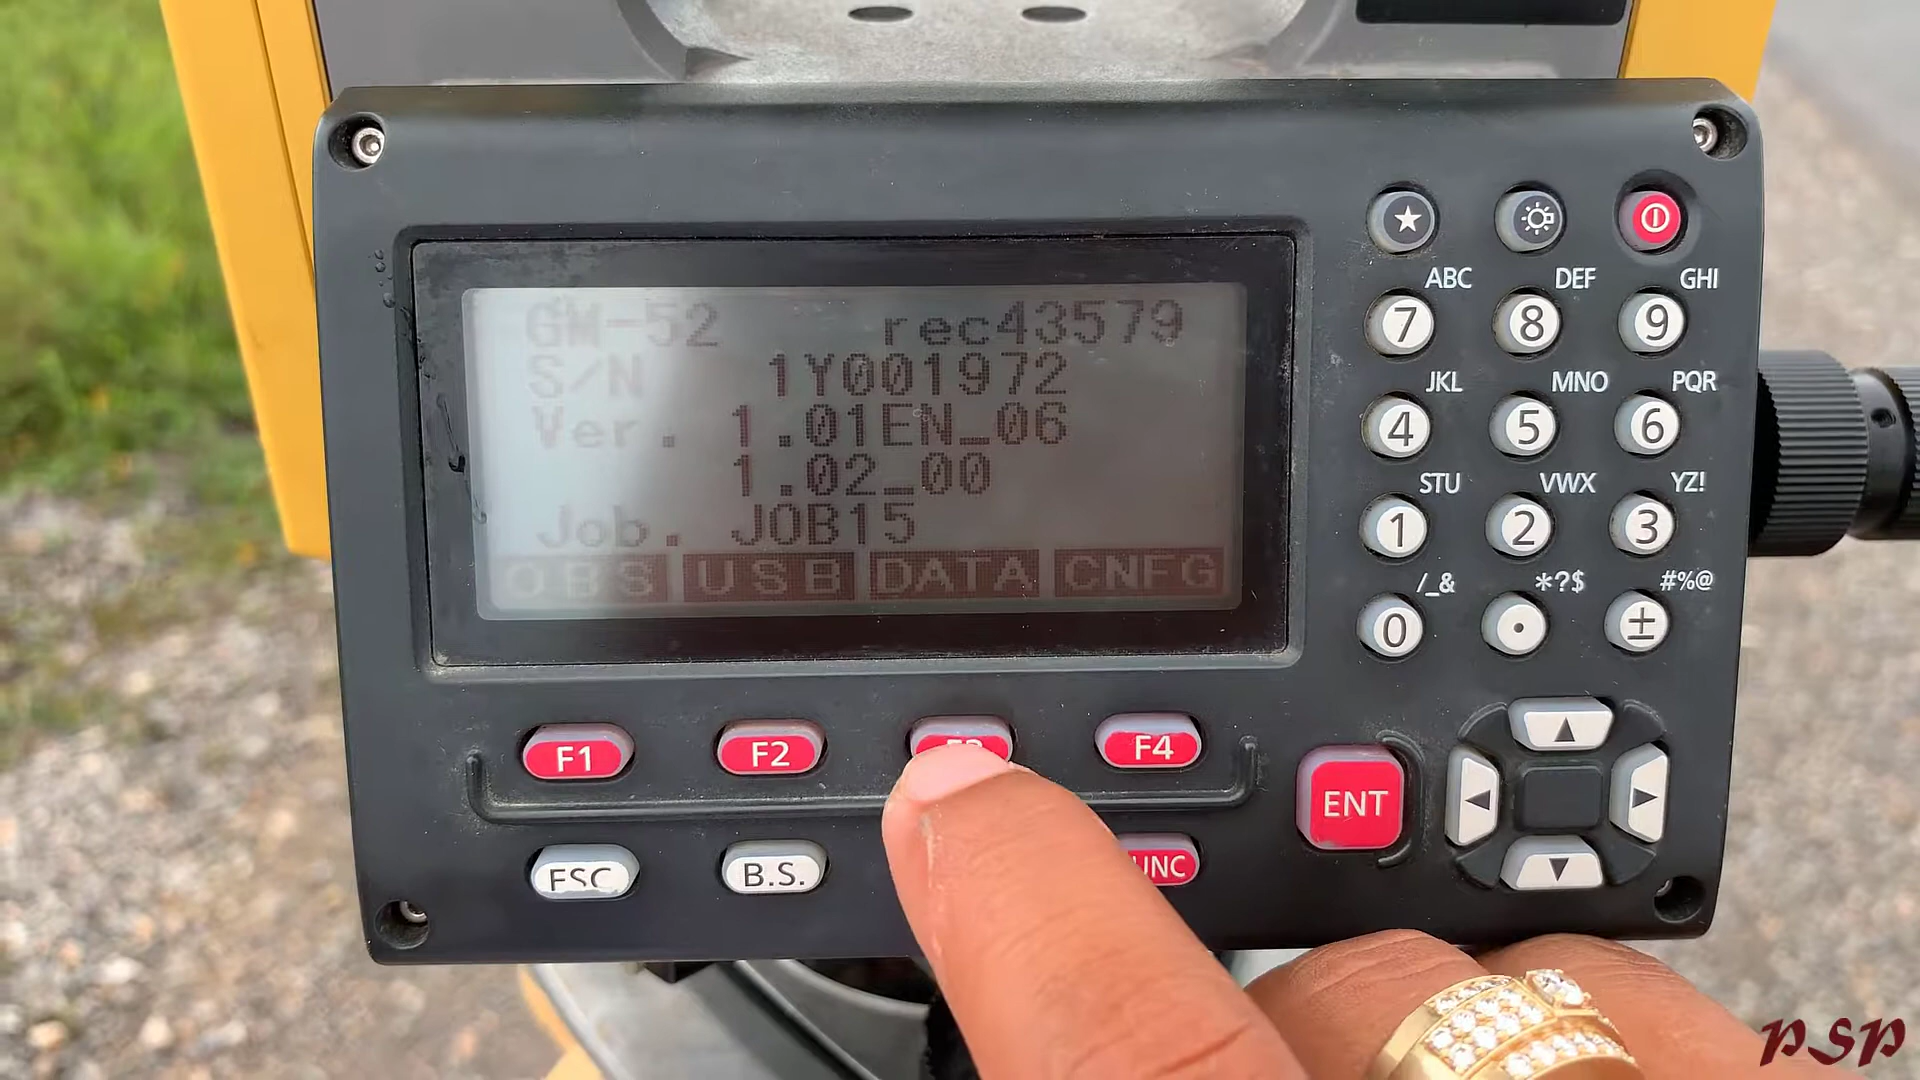 GM-52 rec43579
S/N 1Y001972
Ver. 1.01EN_06
1.02_00
Job. JOB15
OBS USB DATA CNFG
ABC DEF GHI
7 8 9
JKL MNO PQR
4 5 6
STU VWX YZ!
1 2 3
/_& *?$ #%@
0 . ±
F1 F2 F3 F4
ENT
ESC B.S. UNC
PSP